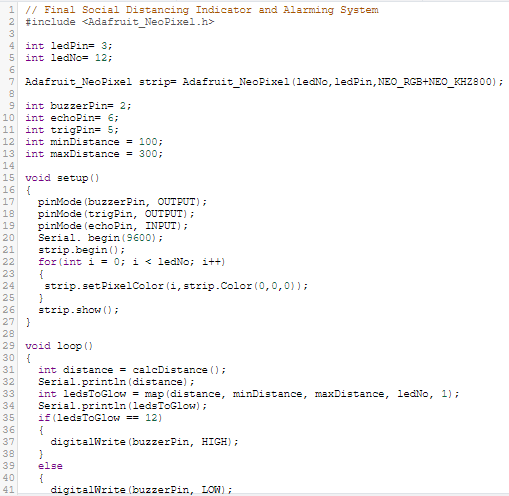 1 // Final Social Distancing Indicator and Alarming System
2 #include <Adafruit_NeoPixel.h>
3
4 int ledPin= 3;
5 int ledNo= 12;
6
7 Adafruit_NeoPixel strip= Adafruit_NeoPixel(ledNo,ledPin,NEO_RGB+NEO_KHZ800);
8
9 int buzzerPin= 2;
10 int echoPin= 6;
11 int trigPin= 5;
12 int minDistance = 100;
13 int maxDistance = 300;
14
15 void setup()
16 {
17   pinMode(buzzerPin, OUTPUT);
18   pinMode(trigPin, OUTPUT);
19   pinMode(echoPin, INPUT);
20   Serial. begin(9600);
21   strip.begin();
22   for(int i = 0; i < ledNo; i++)
23   {
24    strip.setPixelColor(i,strip.Color(0,0,0));
25   }
26   strip.show();
27 }
28
29 void loop()
30 {
31   int distance = calcDistance();
32   Serial.println(distance);
33   int ledsToGlow = map(distance, minDistance, maxDistance, ledNo, 1);
34   Serial.println(ledsToGlow);
35   if(ledsToGlow == 12)
36   {
37     digitalWrite(buzzerPin, HIGH);
38   }
39   else
40   {
41     digitalWrite(buzzerPin, LOW);